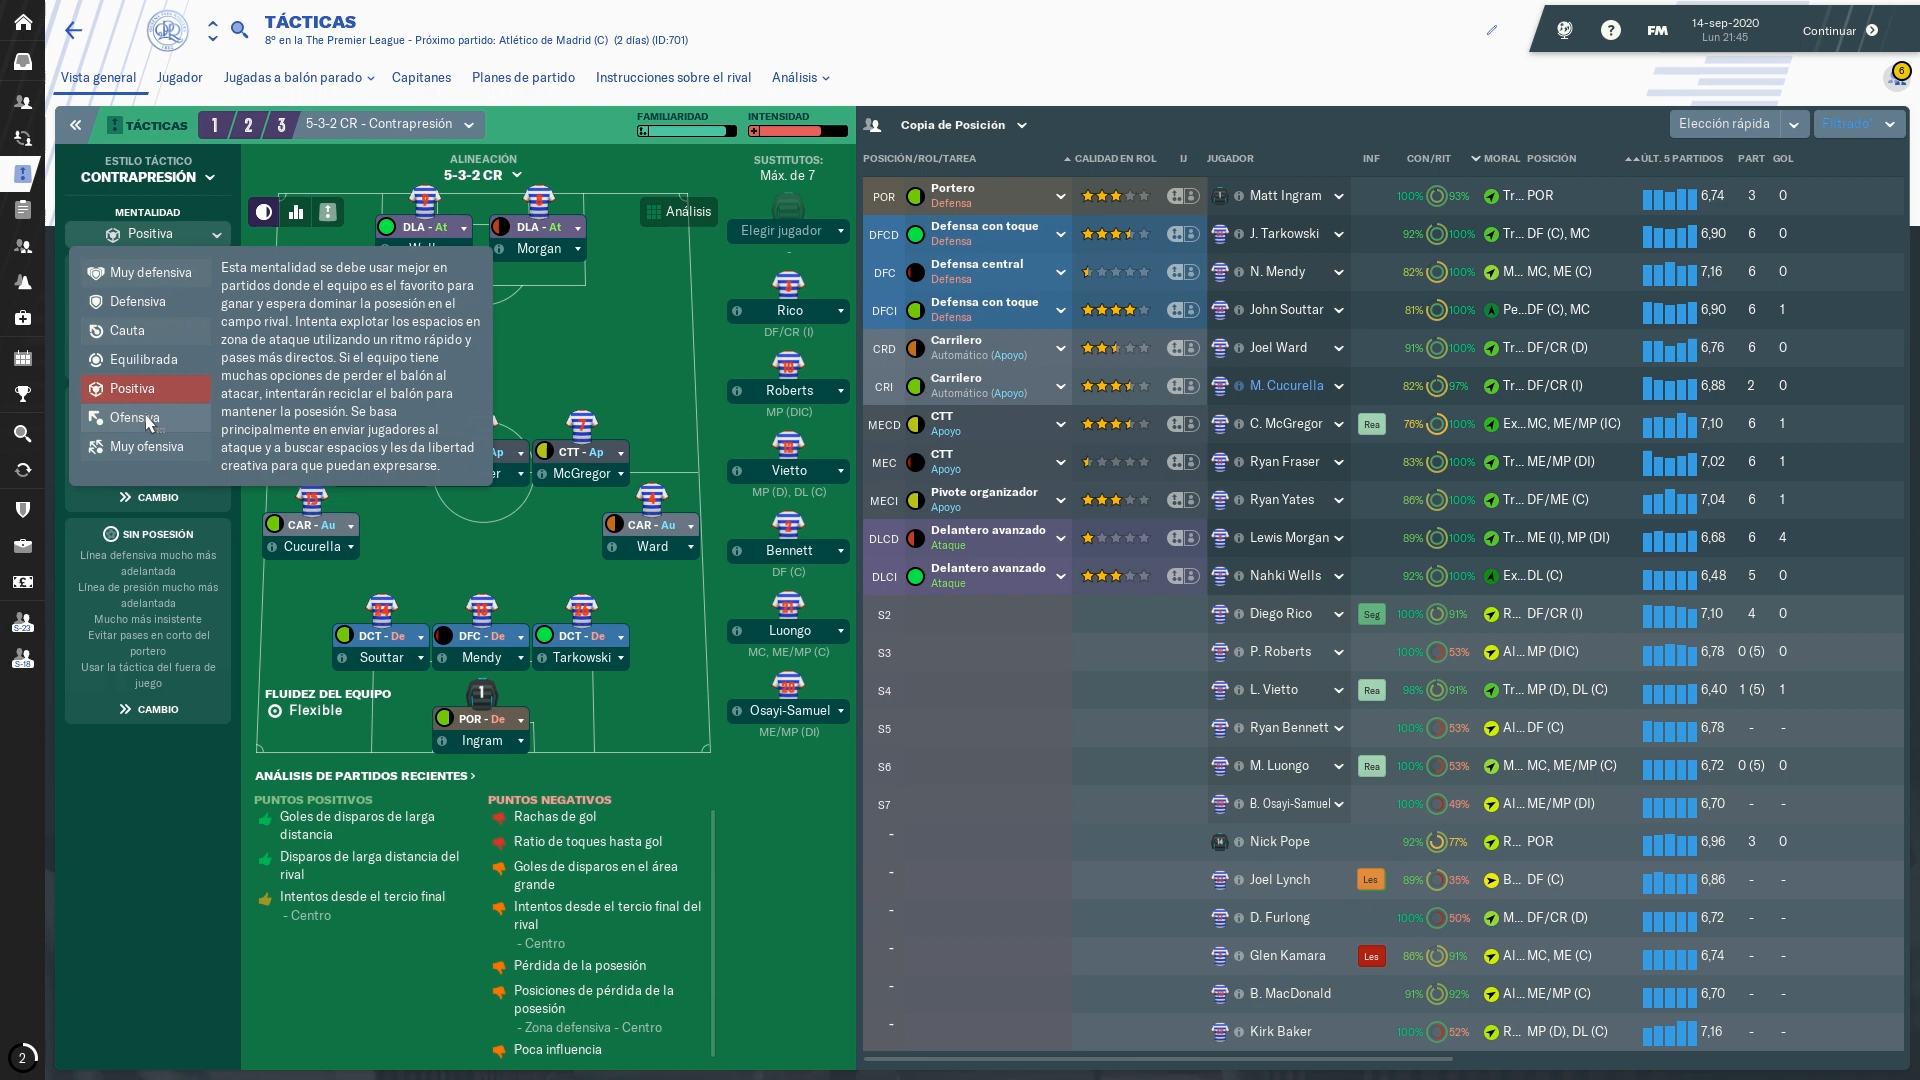 TÁCTICAS
8º en la The Premier League - Próximo partido: Atlético de Madrid (C) (2 días) (ID:701)
FM
14-sep-2020
Lun 21:45
Continuar
6
Vista general
Jugador
Jugadas a balón parado
Capitanes
Planes de partido
Instrucciones sobre el rival
Análisis
TÁCTICAS
1 2 3
5-3-2 CR - Contrapresión
FAMILIARIDAD
INTENSIDAD
ESTILO TÁCTICO
CONTRAPRESIÓN
MENTALIDAD
Positiva
Muy defensiva
Defensiva
Cauta
Equilibrada
Positiva
Ofensiva
Muy ofensiva
Esta mentalidad se debe usar mejor en
partidos donde el equipo es el favorito para
ganar y espera dominar la posesión en el
campo rival. Intenta explotar los espacios en
zona de ataque utilizando un ritmo rápido y
pases más directos. Si el equipo tiene
muchas opciones de perder el balón al
atacar, intentarán reciclar el balón para
mantener la posesión. Se basa
principalmente en enviar jugadores al
ataque y a buscar espacios y les da libertad
creativa para que puedan expresarse.
CAMBIO
SIN POSESIÓN
Línea defensiva mucho más
adelantada
Línea de presión mucho más
adelantada
Mucho más insistente
Evitar pases en corto del
portero
Usar la táctica del fuera de
juego
CAMBIO
S-23
S-18
2
ALINEACIÓN
5-3-2 CR
Análisis
DLA - At
DLA - At
Morgan
Ap
CTT - Ap
er
McGregor
CAR - Au
Cucurella
CAR - Au
Ward
DCT - De
Souttar
DFC - De
Mendy
DCT - De
Tarkowski
FLUIDEZ DEL EQUIPO
Flexible
1
POR - De
Ingram
SUSTITUTOS:
Máx. de 7
Elegir jugador
-
Rico
DF/CR (I)
Roberts
MP (DIC)
Vietto
MP (D), DL (C)
Bennett
DF (C)
Luongo
MC, ME/MP (C)
Osayi-Samuel
ME/MP (DI)
ANÁLISIS DE PARTIDOS RECIENTES
PUNTOS POSITIVOS
Goles de disparos de larga
distancia
Disparos de larga distancia del
rival
Intentos desde el tercio final
- Centro
PUNTOS NEGATIVOS
Rachas de gol
Ratio de toques hasta gol
Goles de disparos en el área
grande
Intentos desde el tercio final del
rival
- Centro
Pérdida de la posesión
Posiciones de pérdida de la
posesión
- Zona defensiva - Centro
Poca influencia
Copia de Posición
Elección rápida
Filtrado
POSICIÓN/ROL/TAREA CALIDAD EN ROL IJ JUGADOR INF CON/RIT MORAL POSICIÓN ÚLT. 5 PARTIDOS PART GOL
POR Portero Defensa Matt Ingram 100% 93% Tr... POR 6,74 3 0
DFCD Defensa con toque Defensa J. Tarkowski 92% 100% Tr... DF (C), MC 6,90 6 0
DFC Defensa central Defensa N. Mendy 82% 100% M... MC, ME (C) 7,16 6 0
DFCI Defensa con toque Defensa John Souttar 81% 100% Pe... DF (C), MC 6,90 6 1
CRD Carrilero Automático (Apoyo) Joel Ward 91% 100% Tr... DF/CR (D) 6,76 6 0
CRI Carrilero Automático (Apoyo) M. Cucurella 82% 97% Tr... DF/CR (I) 6,88 2 0
MECD CTT Apoyo C. McGregor Rea 76% 100% Ex... MC, ME/MP (IC) 7,10 6 1
MEC CTT Apoyo Ryan Fraser 83% 100% Tr... ME/MP (DI) 7,02 6 1
MECI Pivote organizador Apoyo Ryan Yates 86% 100% Tr... DF/ME (C) 7,04 6 1
DLCD Delantero avanzado Ataque Lewis Morgan 89% 100% Tr... ME (I), MP (DI) 6,68 6 4
DLCI Delantero avanzado Ataque Nahki Wells 92% 100% Ex... DL (C) 6,48 5 0
S2 Diego Rico Seg 100% 91% R... DF/CR (I) 7,10 4 0
S3 P. Roberts 100% 53% Al... MP (DIC) 6,78 0 (5) 0
S4 L. Vietto Rea 98% 91% Tr... MP (D), DL (C) 6,40 1 (5) 1
S5 Ryan Bennett 100% 53% Al... DF (C) 6,78 - -
S6 M. Luongo Rea 100% 53% M... MC, ME/MP (C) 6,72 0 (5) 0
S7 B. Osayi-Samuel 100% 49% Al... ME/MP (DI) 6,70 - -
- Nick Pope 92% 77% R... POR 6,96 3 0
- Joel Lynch Les 89% 35% B... DF (C) 6,86 - -
- D. Furlong 100% 50% M... DF/CR (D) 6,72 - -
- Glen Kamara Les 86% 91% Al... MC, ME (C) 6,74 - -
- B. MacDonald 91% 92% Al... ME/MP (C) 6,70 - -
- Kirk Baker 100% 52% R... MP (D), DL (C) 7,16 - -